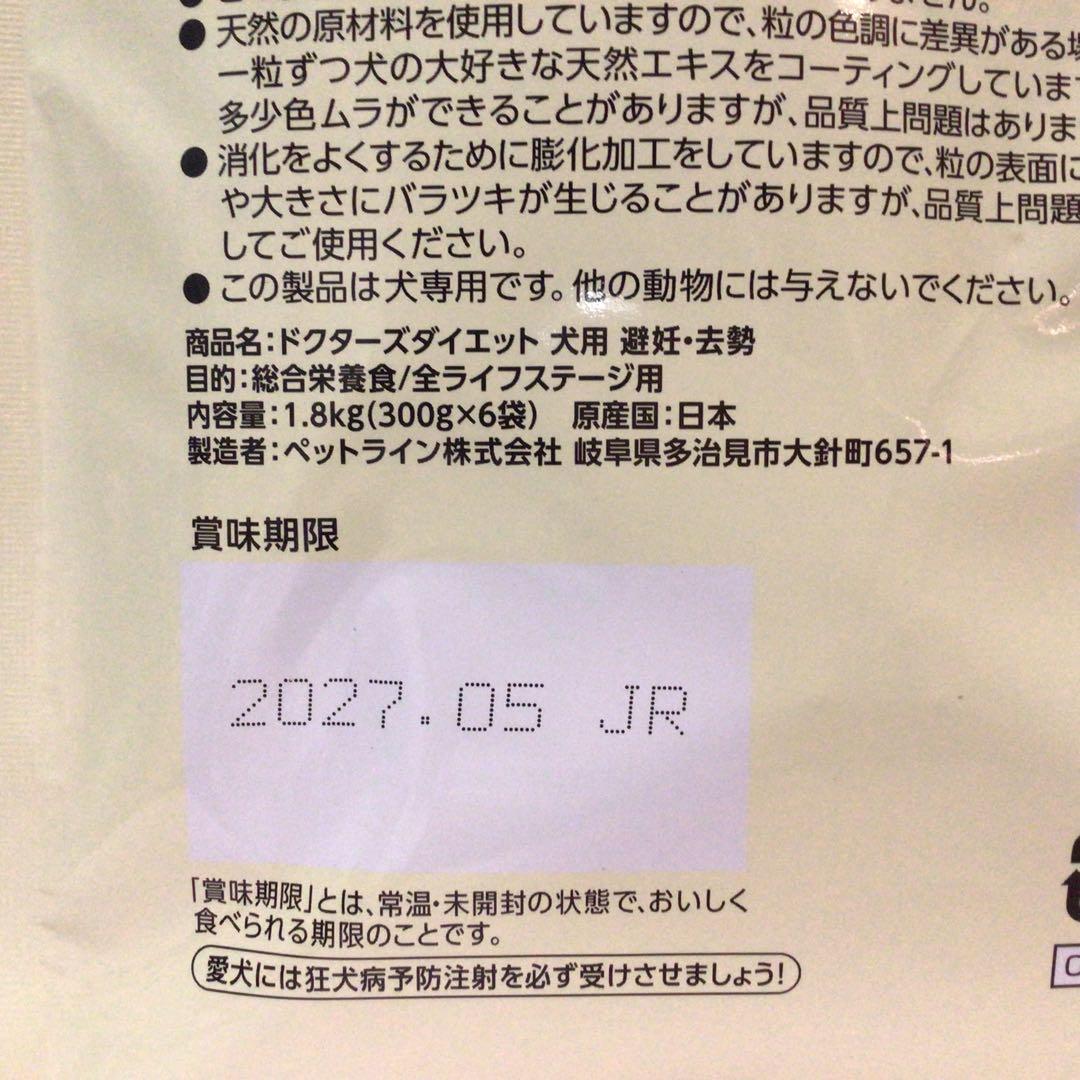 ●天然の原材料を使用していますので、粒の色調に差異がある
一粒ずつ犬の大好きな天然エキスをコーティングしています
多少色ムラができることがありますが、品質上問題はありま
●消化をよくするために膨化加工をしていますので、粒の表面に
や大きさにバラツキが生じることがありますが、品質上問題
してご使用ください。
●この製品は犬専用です。他の動物には与えないでください。
商品名:ドクターズダイエット 犬用 避妊・去勢
目的:総合栄養食/全ライフステージ用
内容量:1.8kg(300g×6袋) 原産国:日本
製造者:ペットライン株式会社 岐阜県多治見市大針町657-1
賞味期限
2027.05 JR
「賞味期限」とは、常温・未開封の状態で、おいしく
食べられる期限のことです。
愛犬には狂犬病予防注射を必ず受けさせましょう!